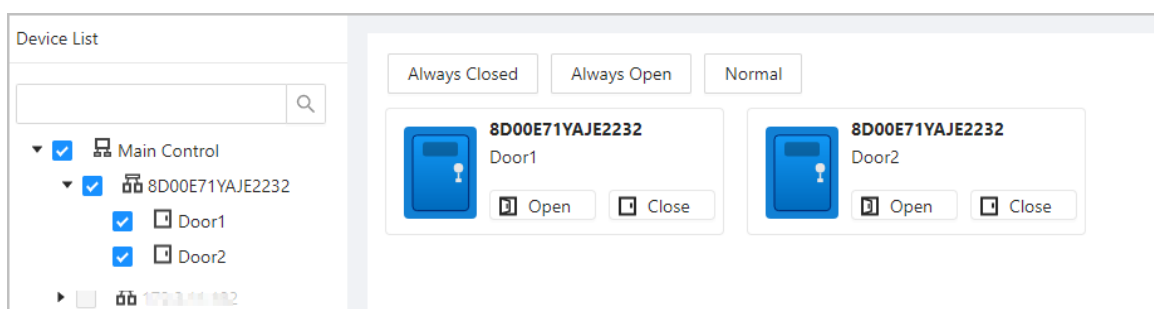 Device List
Main Control
8D00E71YAJE2232
Door1
Door2
Always Closed
Always Open
Normal
8D00E71YAJE2232
Door1
Open
Close
8D00E71YAJE2232
Door2
Open
Close